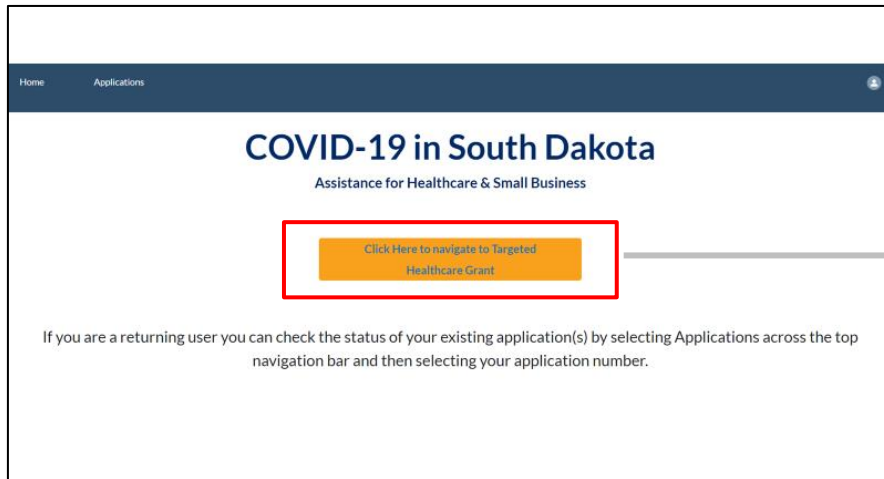 Home Applications
COVID-19 in South Dakota
Assistance for Healthcare & Small Business
Click Here to navigate to Targeted
Healthcare Grant
If you are a returning user you can check the status of your existing application(s) by selecting Applications across the top
navigation bar and then selecting your application number.